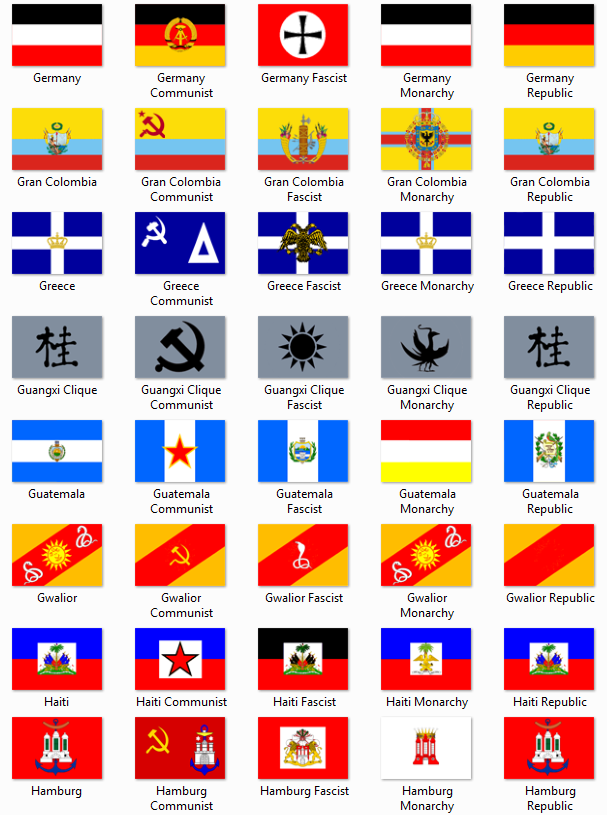 Germany
Germany
Communist
Germany Fascist
Germany
Monarchy
Germany
Republic
Gran Colombia
Gran Colombia
Communist
Gran Colombia
Fascist
Gran Colombia
Monarchy
Gran Colombia
Republic
Greece
Greece
Communist
Greece Fascist
Greece Monarchy
Greece Republic
桂
桂
Guangxi Clique
Guangxi Clique
Communist
Guangxi Clique
Fascist
Guangxi Clique
Monarchy
Guangxi Clique
Republic
Guatemala
Guatemala
Communist
Guatemala
Fascist
Guatemala
Monarchy
Guatemala
Republic
Gwalior
Gwalior
Communist
Gwalior Fascist
Gwalior
Monarchy
Gwalior Republic
Haiti
Haiti Communist
Haiti Fascist
Haiti Monarchy
Haiti Republic
Hamburg
Hamburg
Communist
Hamburg Fascist
Hamburg
Monarchy
Hamburg
Republic